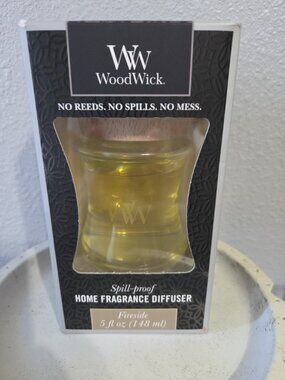 WW
WoodWick.
NO REEDS. NO SPILLS. NO MESS.
WW
Spill-proof
HOME FRAGRANCE DIFFUSER
Fireside
5 fl oz (148 ml)